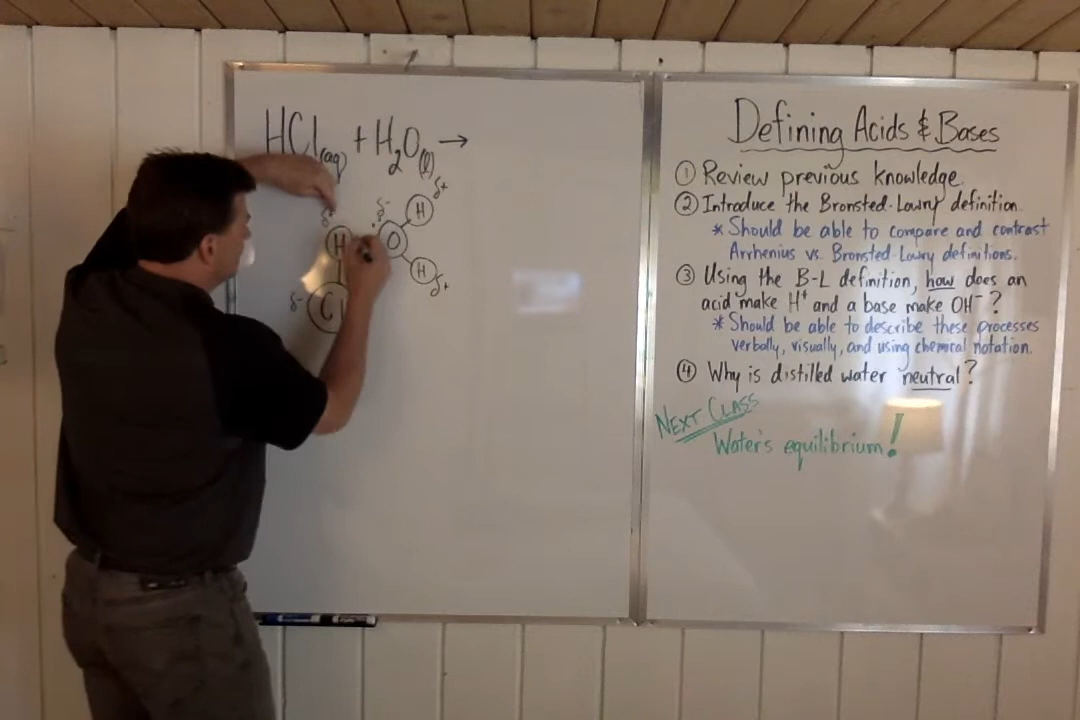 HCl(aq) + H₂O(l) →
δ⁺
H
δ⁻
Cl
δ⁻
O
H
δ⁺
H
δ⁺
Defining Acids & Bases
① Review previous knowledge.
② Introduce the Bronsted-Lowry definition.
* Should be able to compare and contrast
Arrhenius vs. Bronsted-Lowry definitions.
③ Using the B-L definition, how does an
acid make H⁺ and a base make OH⁻?
* Should be able to describe these processes
verbally, visually, and using chemical notation.
④ Why is distilled water neutral?
NEXT CLASS
Water's equilibrium!